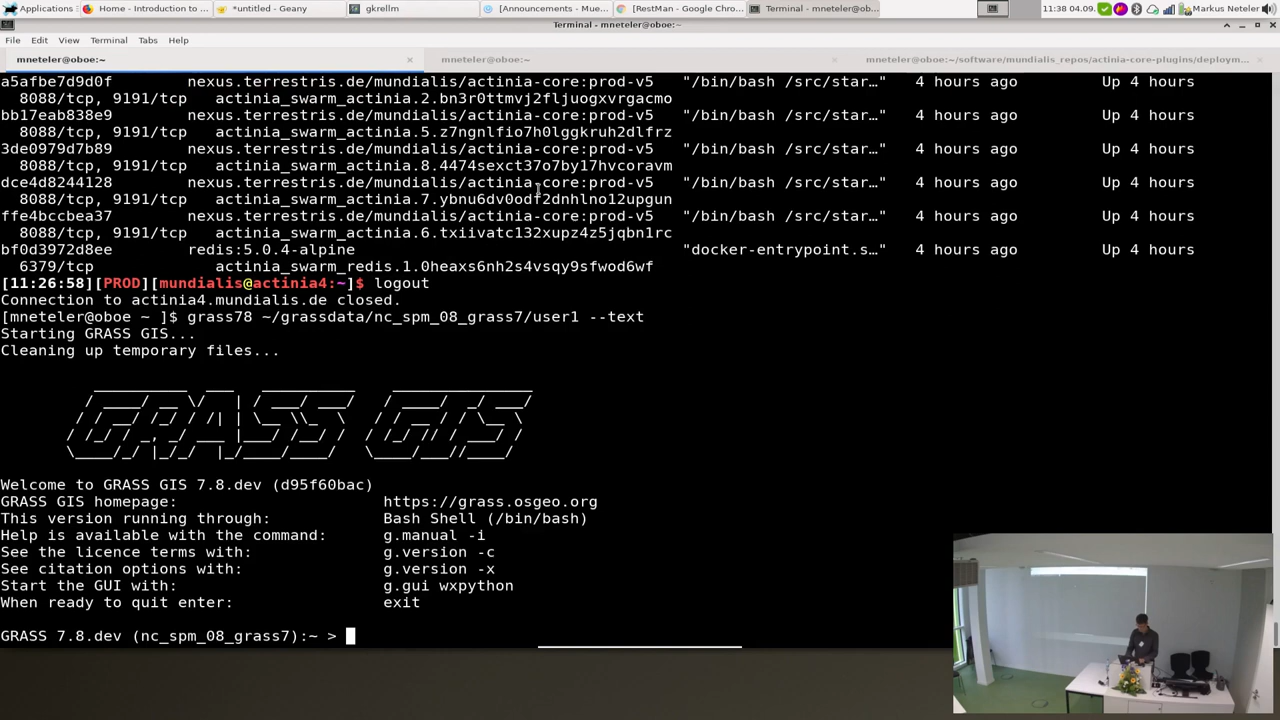 Applications
Home - Introduction to ...
*untitled - Geany
gkrellm
[Announcements - Mue...
[RestMan - Google Chro...
Terminal - mneteler@ob...
11:38 04.09.
Markus Neteler
Terminal - mneteler@oboe:~
File Edit View Terminal Tabs Help
mneteler@oboe:~
mneteler@oboe:~
mneteler@oboe:~/software/mundialis_repos/actinia-core-plugins/deploym...
a5afbe7d9d0f nexus.terrestris.de/mundialis/actinia-core:prod-v5 "/bin/bash /src/star…" 4 hours ago Up 4 hours
8088/tcp, 9191/tcp actinia_swarm_actinia.2.bn3r0ttmvj2fljuogxvrgacmo
bb17eab838e9 nexus.terrestris.de/mundialis/actinia-core:prod-v5 "/bin/bash /src/star…" 4 hours ago Up 4 hours
8088/tcp, 9191/tcp actinia_swarm_actinia.5.z7ngnlfio7h0lggkruh2dlfrz
3de0979d7b89 nexus.terrestris.de/mundialis/actinia-core:prod-v5 "/bin/bash /src/star…" 4 hours ago Up 4 hours
8088/tcp, 9191/tcp actinia_swarm_actinia.8.4474sexct37o7by17hvcoravm
dce4d8244128 nexus.terrestris.de/mundialis/actinia-core:prod-v5 "/bin/bash /src/star…" 4 hours ago Up 4 hours
8088/tcp, 9191/tcp actinia_swarm_actinia.7.ybnu6dv0odf2dnhlno12upgun
ffe4bccbea37 nexus.terrestris.de/mundialis/actinia-core:prod-v5 "/bin/bash /src/star…" 4 hours ago Up 4 hours
8088/tcp, 9191/tcp actinia_swarm_actinia.6.txiivatc132xupz4z5jqbn1rc
bf0d3972d8ee redis:5.0.4-alpine "docker-entrypoint.s…" 4 hours ago Up 4 hours
6379/tcp actinia_swarm_redis.1.0heaxs6nh2s4vsqy9sfwod6wf
[11:26:58][PROD][mundialis@actinia4:~]$ logout
Connection to actinia4.mundialis.de closed.
[mneteler@oboe ~ ]$ grass78 ~/grassdata/nc_spm_08_grass7/user1 --text
Starting GRASS GIS...
Cleaning up temporary files...
GRASS GIS
Welcome to GRASS GIS 7.8.dev (d95f60bac)
GRASS GIS homepage: https://grass.osgeo.org
This version running through: Bash Shell (/bin/bash)
Help is available with the command: g.manual -i
See the licence terms with: g.version -c
See citation options with: g.version -x
Start the GUI with: g.gui wxpython
When ready to quit enter: exit
GRASS 7.8.dev (nc_spm_08_grass7):~ >